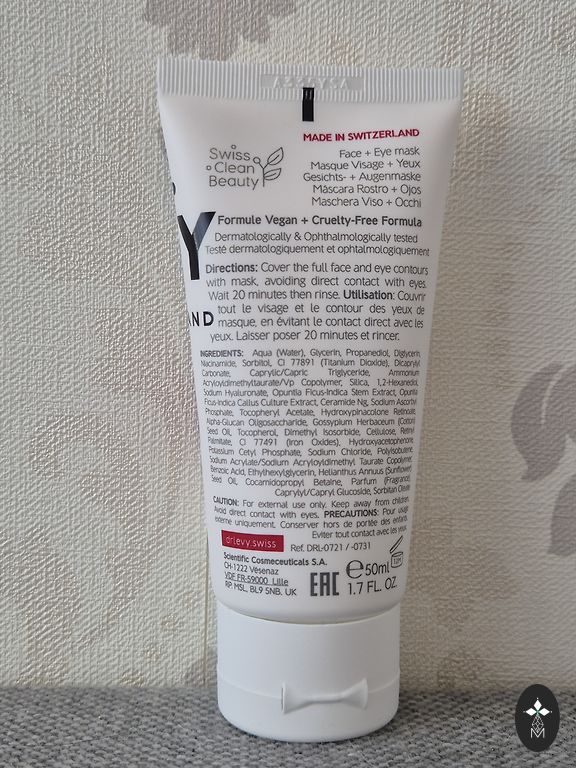 MADE IN SWITZERLAND
Swiss
Clean
Beauty
Face + Eye mask
Masque Visage + Yeux
Gesichts- + Augenmaske
Máscara Rostro + Ojos
Maschera Viso + Occhi
Y
AND
Formule Vegan + Cruelty-Free Formula
Dermatologically & Ophthalmologically tested
Testé dermatologiquement et ophtalmologiquement
Directions: Cover the full face and eye contours
with mask, avoiding direct contact with eyes.
Wait 20 minutes then rinse. Utilisation: Couvrir
tout le visage et le contour des yeux de
masque, en évitant le contact direct avec les
yeux. Laisser poser 20 minutes et rincer.
INGREDIENTS: Aqua (Water), Glycerin, Propanediol, Diglycerin,
Niacinamide, Sorbitol, CI 77891 (Titanium Dioxide), Dicaprylyl
Carbonate, Caprylic/Capric Triglyceride, Ammonium
Acryloyldimethyltaurate/Vp Copolymer, Silica, 1,2-Hexanediol,
Sodium Hyaluronate, Opuntia Ficus-Indica Stem Extract, Opuntia
Ficus-Indica Callus Culture Extract, Ceramide Ng, Sodium Ascorbyl
Phosphate, Tocopheryl Acetate, Hydroxypinacolone Retinoate,
Alpha-Glucan Oligosaccharide, Gossypium Herbaceum (Cotton)
Seed Oil, Tocopherol, Dimethyl Isosorbide, Cellulose, Retinyl
Palmitate, CI 77491 (Iron Oxides), Hydroxyacetophenone,
Potassium Cetyl Phosphate, Sodium Chloride, Polyisobutene,
Sodium Acrylate/Sodium Acryloyldimethyl Taurate Copolymer,
Benzoic Acid, Ethylhexylglycerin, Helianthus Annuus (Sunflower)
Seed Oil, Cocamidopropyl Betaine, Parfum (Fragrance),
Caprylyl/Capryl Glucoside, Sorbitan Oleate
CAUTION: For external use only. Keep away from children.
Avoid direct contact with eyes. PRECAUTIONS: Pour usage
externe uniquement. Conserver hors de portée des enfants.
Eviter tout contact avec les yeux
drlevy.swiss
Ref. DRL-0721 / -0731
Scientific Cosmeceuticals S.A.
CH-1222 Vésenaz
VDF FR-59000 Lille
RP. MSL, BL9 5NB. UK
EAC
e50ml
1.7 FL. OZ
12M
M